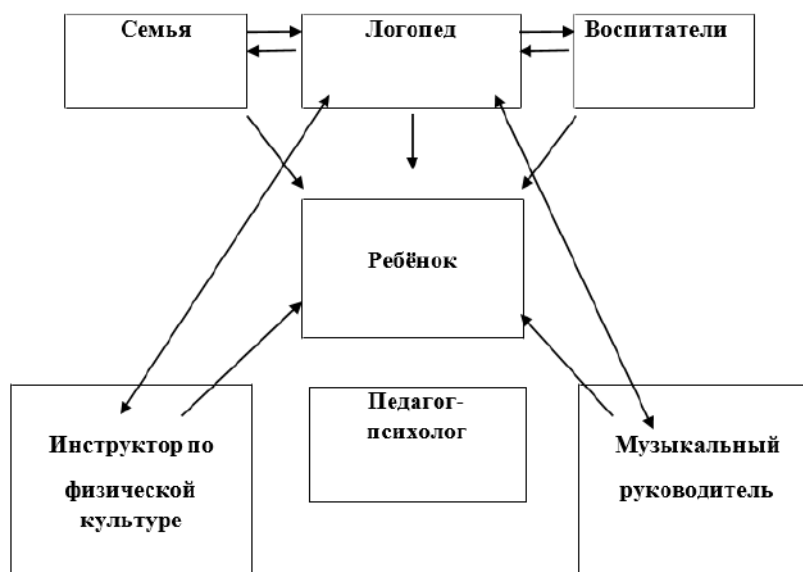 Семья
Логопед
Воспитатели
Ребёнок
Педагог-
психолог
Инструктор по
физической
культуре
Музыкальный
руководитель